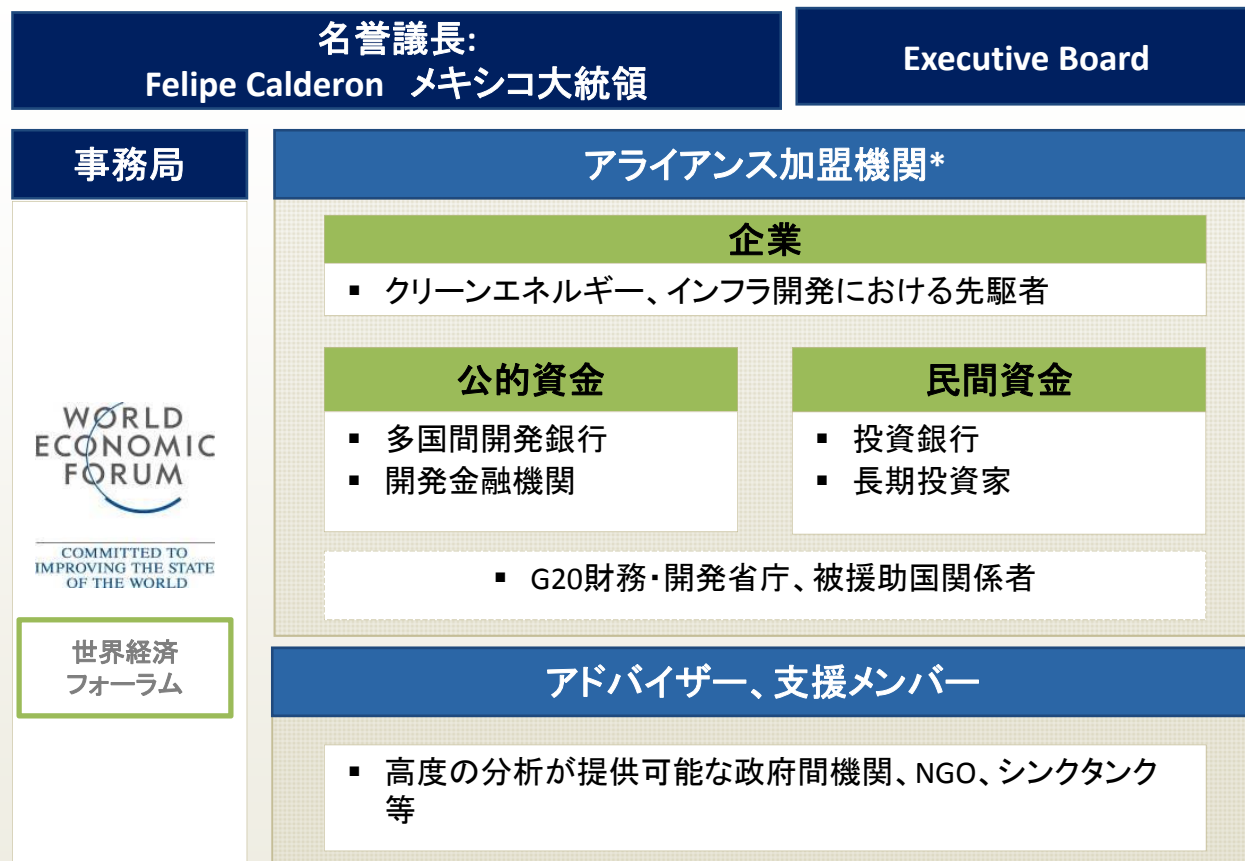 名誉議長:
Felipe Calderon メキシコ大統領
Executive Board
事務局
WORLD
ECONOMIC
FORUM
COMMITTED TO
IMPROVING THE STATE
OF THE WORLD
世界経済
フォーラム
アライアンス加盟機関*
企業
▪ クリーンエネルギー、インフラ開発における先駆者
公的資金
▪ 多国間開発銀行
▪ 開発金融機関
民間資金
▪ 投資銀行
▪ 長期投資家
▪ G20財務・開発省庁、被援助国関係者
アドバイザー、支援メンバー
▪ 高度の分析が提供可能な政府間機関、NGO、シンクタンク
等